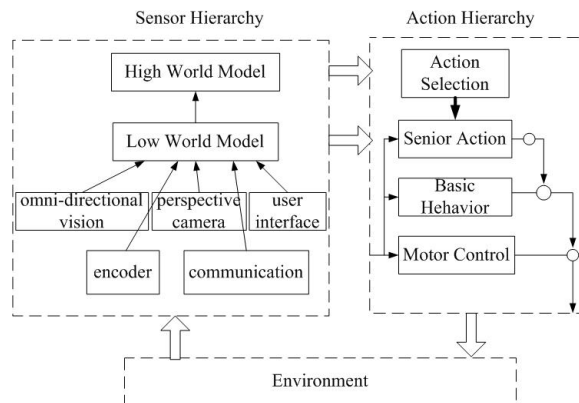 Sensor Hierarchy
Action Hierarchy
High World Model
Low World Model
omni-directional
vision
perspective
camera
user
interface
encoder
communication
Action
Selection
Senior Action
Basic
Hehavior
Motor Control
Environment